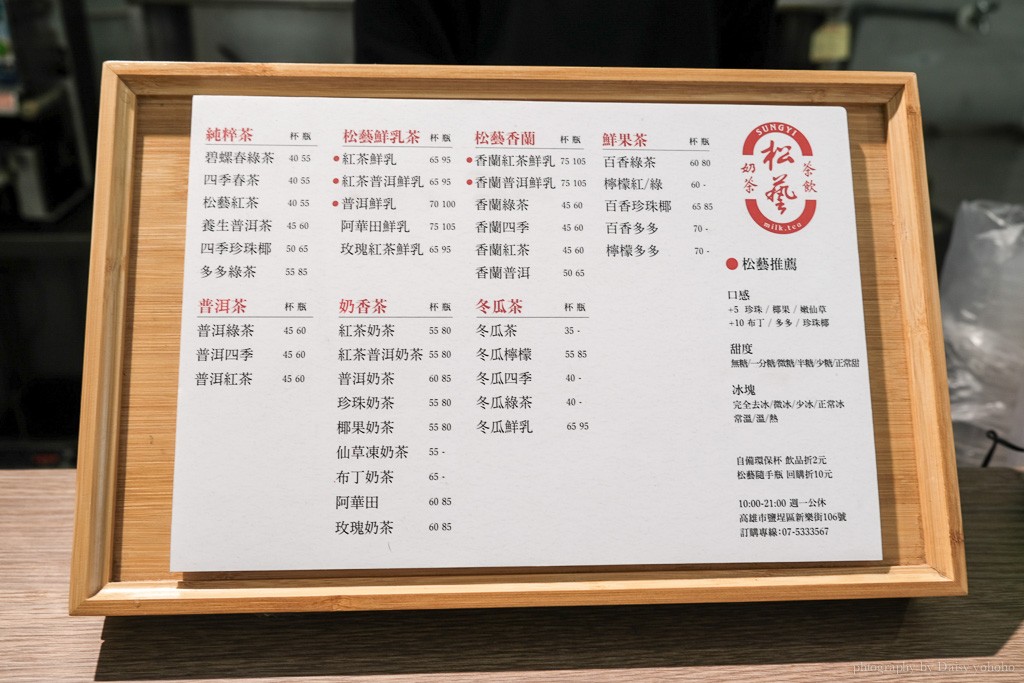 純粹茶 杯 瓶
碧螺春綠茶 40 55
四季春茶 40 55
松藝紅茶 40 55
養生普洱茶 45 60
四季珍珠椰 50 65
多多綠茶 55 85
普洱茶 杯 瓶
普洱綠茶 45 60
普洱四季 45 60
普洱紅茶 45 60
松藝鮮乳茶 杯 瓶
紅茶鮮乳 65 95
紅茶普洱鮮乳 65 95
普洱鮮乳 70 100
阿華田鮮乳 75 105
玫瑰紅茶鮮乳 65 95
奶香茶 杯 瓶
紅茶奶茶 55 80
紅茶普洱奶茶 55 80
普洱奶茶 60 85
珍珠奶茶 55 80
椰果奶茶 55 80
仙草凍奶茶 55 -
布丁奶茶 65 -
阿華田 60 85
玫瑰奶茶 60 85
松藝香蘭 杯 瓶
香蘭紅茶鮮乳 75 105
香蘭普洱鮮乳 75 105
香蘭綠茶 45 60
香蘭四季 45 60
香蘭紅茶 45 60
香蘭普洱 50 65
冬瓜茶 杯 瓶
冬瓜茶 35 -
冬瓜檸檬 55 85
冬瓜四季 40 -
冬瓜綠茶 40 -
冬瓜鮮乳 65 95
鮮果茶 杯 瓶
百香綠茶 60 80
檸檬紅/綠 60 -
百香珍珠椰 65 85
百香多多 70 -
檸檬多多 70 -
SUNGYI
松藝
奶茶
茶飲
milk.tea
松藝推薦
口感
+5 珍珠 / 椰果 / 嫩仙草
+10 布丁 / 多多 / 珍珠椰
甜度
無糖/一分糖/微糖/半糖/少糖/正常甜
冰塊
完全去冰/微冰/少冰/正常冰
常溫/溫/熱
自備環保杯 飲品折2元
松藝隨手瓶 回購折10元
10:00-21:00 週一公休
高雄市鹽埕區新樂街106號
訂購專線:07-5333567
photography by Daisy yohoho